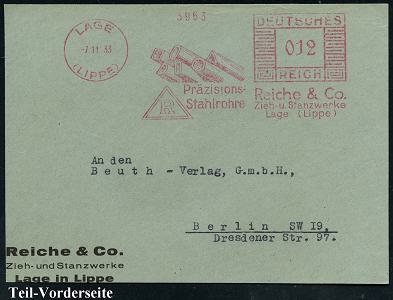 3963
LAGE
-7.11 33
(LIPPE)
DEUTSCHES
012
REICH
Präzisions-
Stahlrohre
R
Reiche & Co.
Zieh-u.Stanzwerke
Lage (Lippe)
An den
Beuth - Verlag, G.m.b.H.,
Berlin SW 19,
Dresdener Str. 97.
Reiche & Co.
Zieh-und Stanzwerke
Lage in Lippe
Teil-Vorderseite